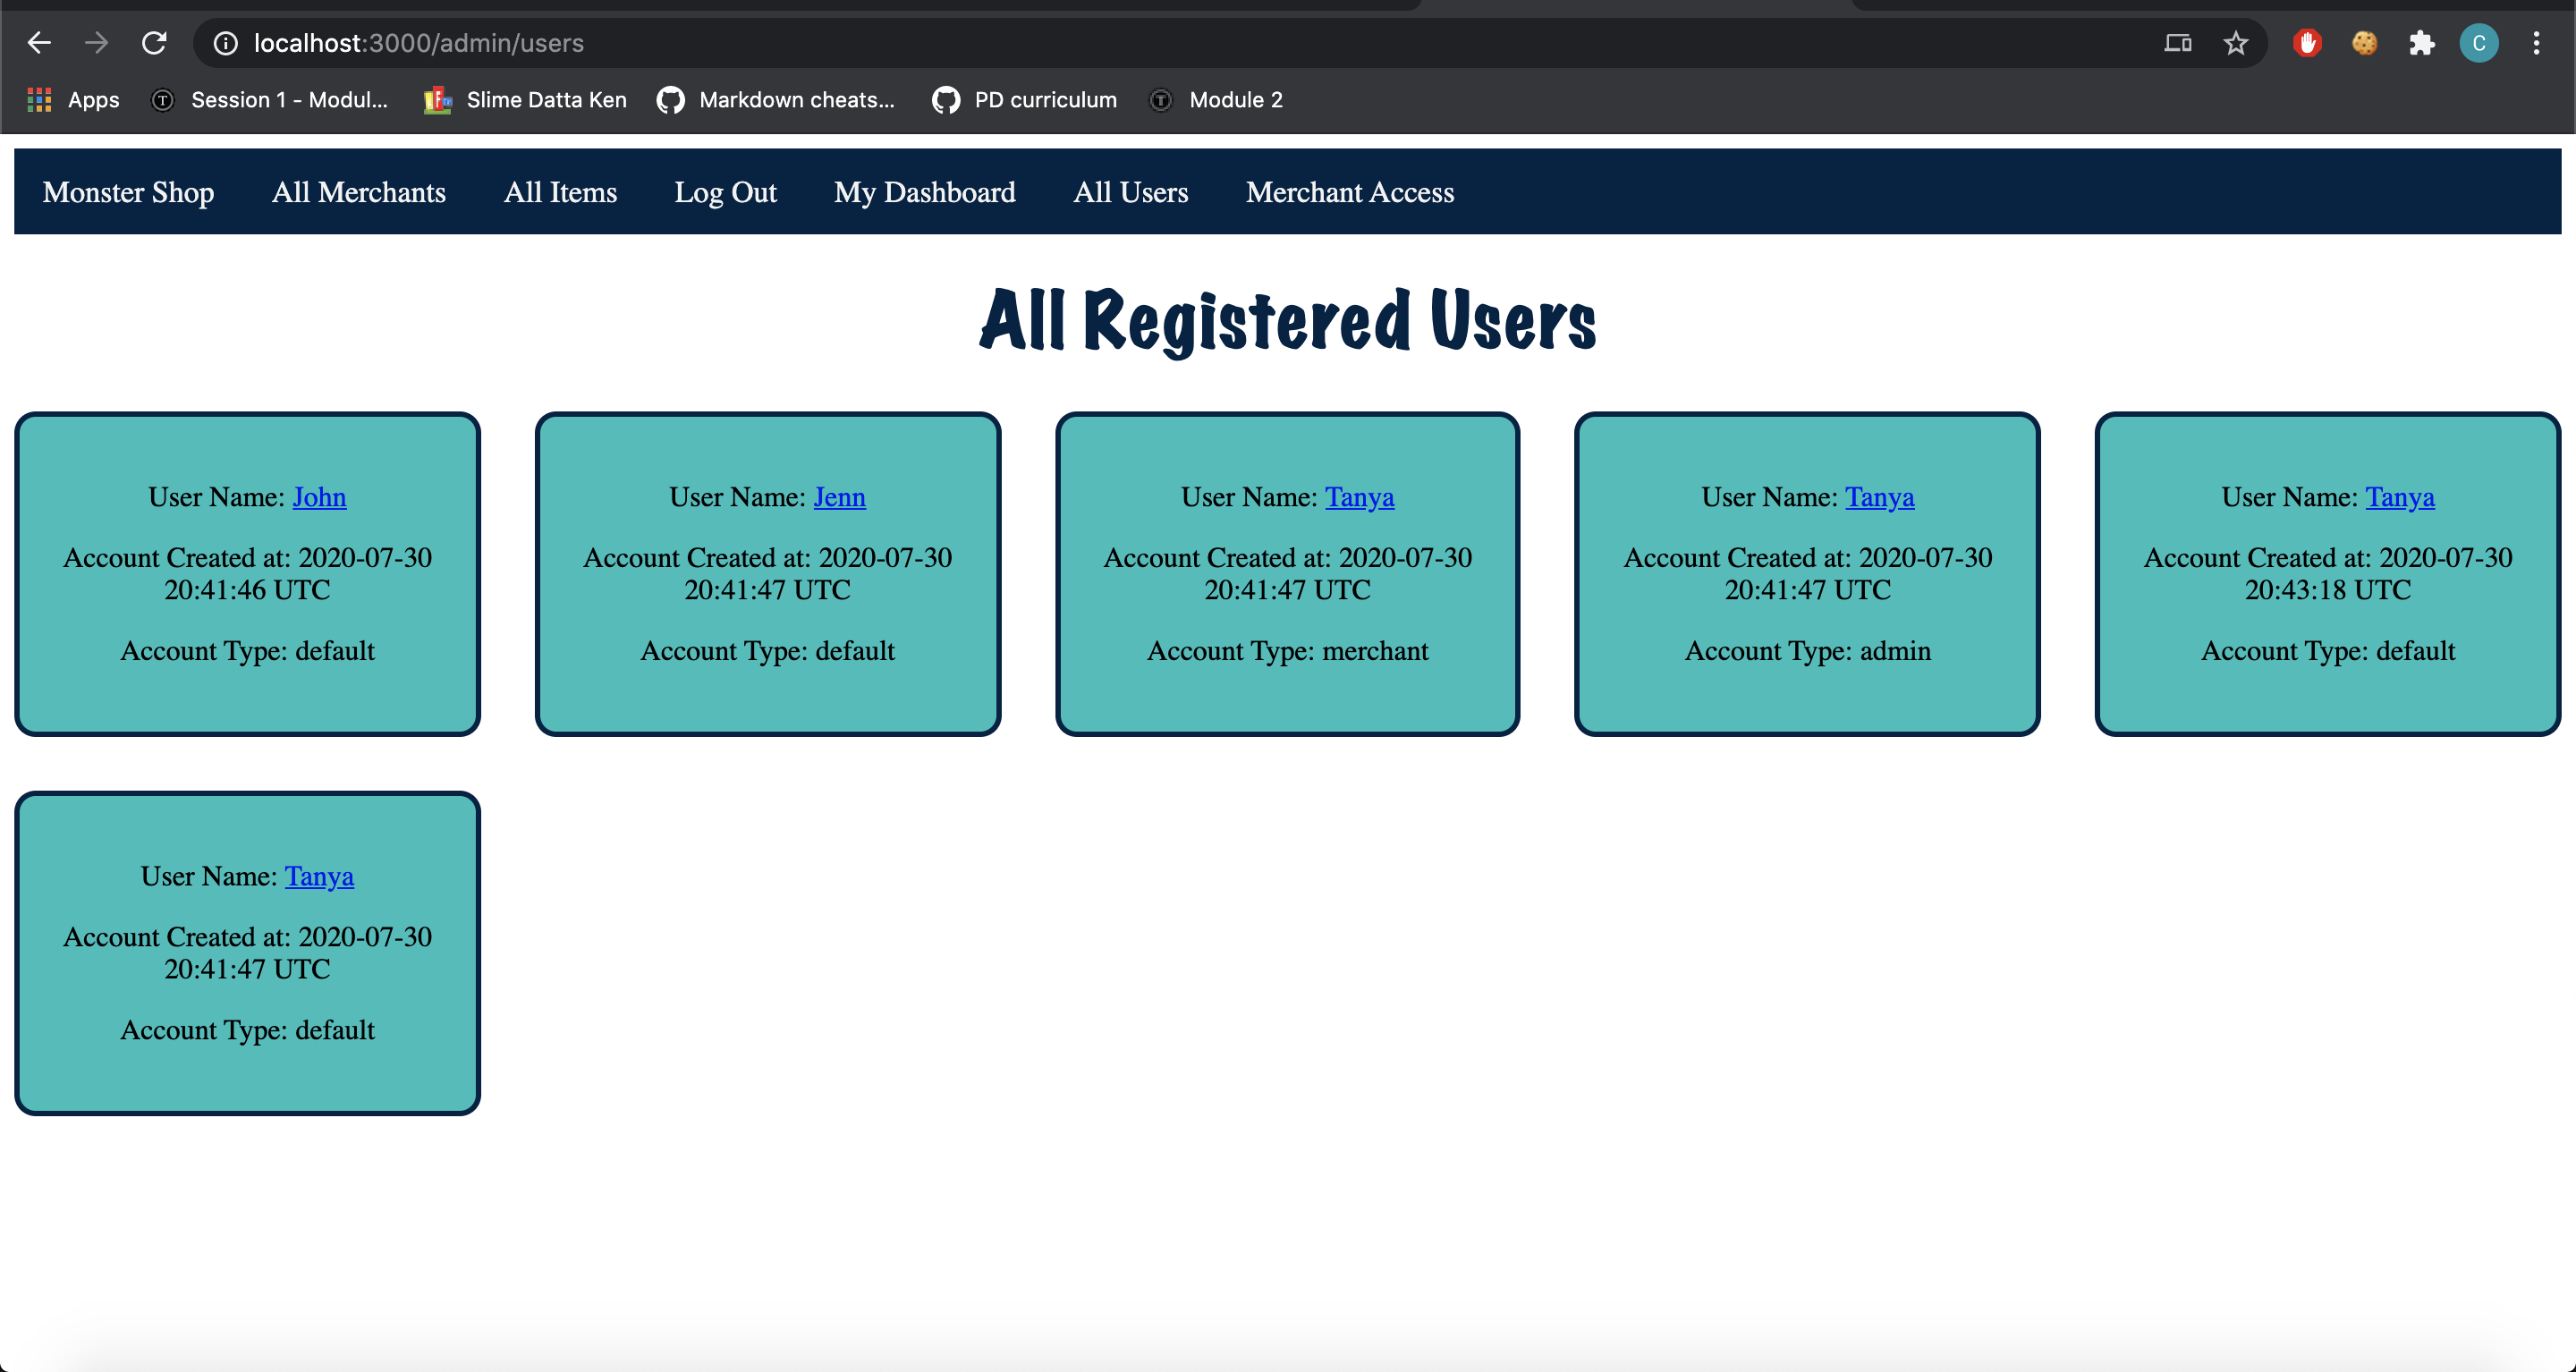 localhost:3000/admin/users
C
Apps Session 1 - Modul... Slime Datta Ken Markdown cheats... PD curriculum Module 2
Monster Shop All Merchants All Items Log Out My Dashboard All Users Merchant Access
All Registered Users
User Name: John
Account Created at: 2020-07-30
20:41:46 UTC
Account Type: default
User Name: Jenn
Account Created at: 2020-07-30
20:41:47 UTC
Account Type: default
User Name: Tanya
Account Created at: 2020-07-30
20:41:47 UTC
Account Type: merchant
User Name: Tanya
Account Created at: 2020-07-30
20:41:47 UTC
Account Type: admin
User Name: Tanya
Account Created at: 2020-07-30
20:43:18 UTC
Account Type: default
User Name: Tanya
Account Created at: 2020-07-30
20:41:47 UTC
Account Type: default